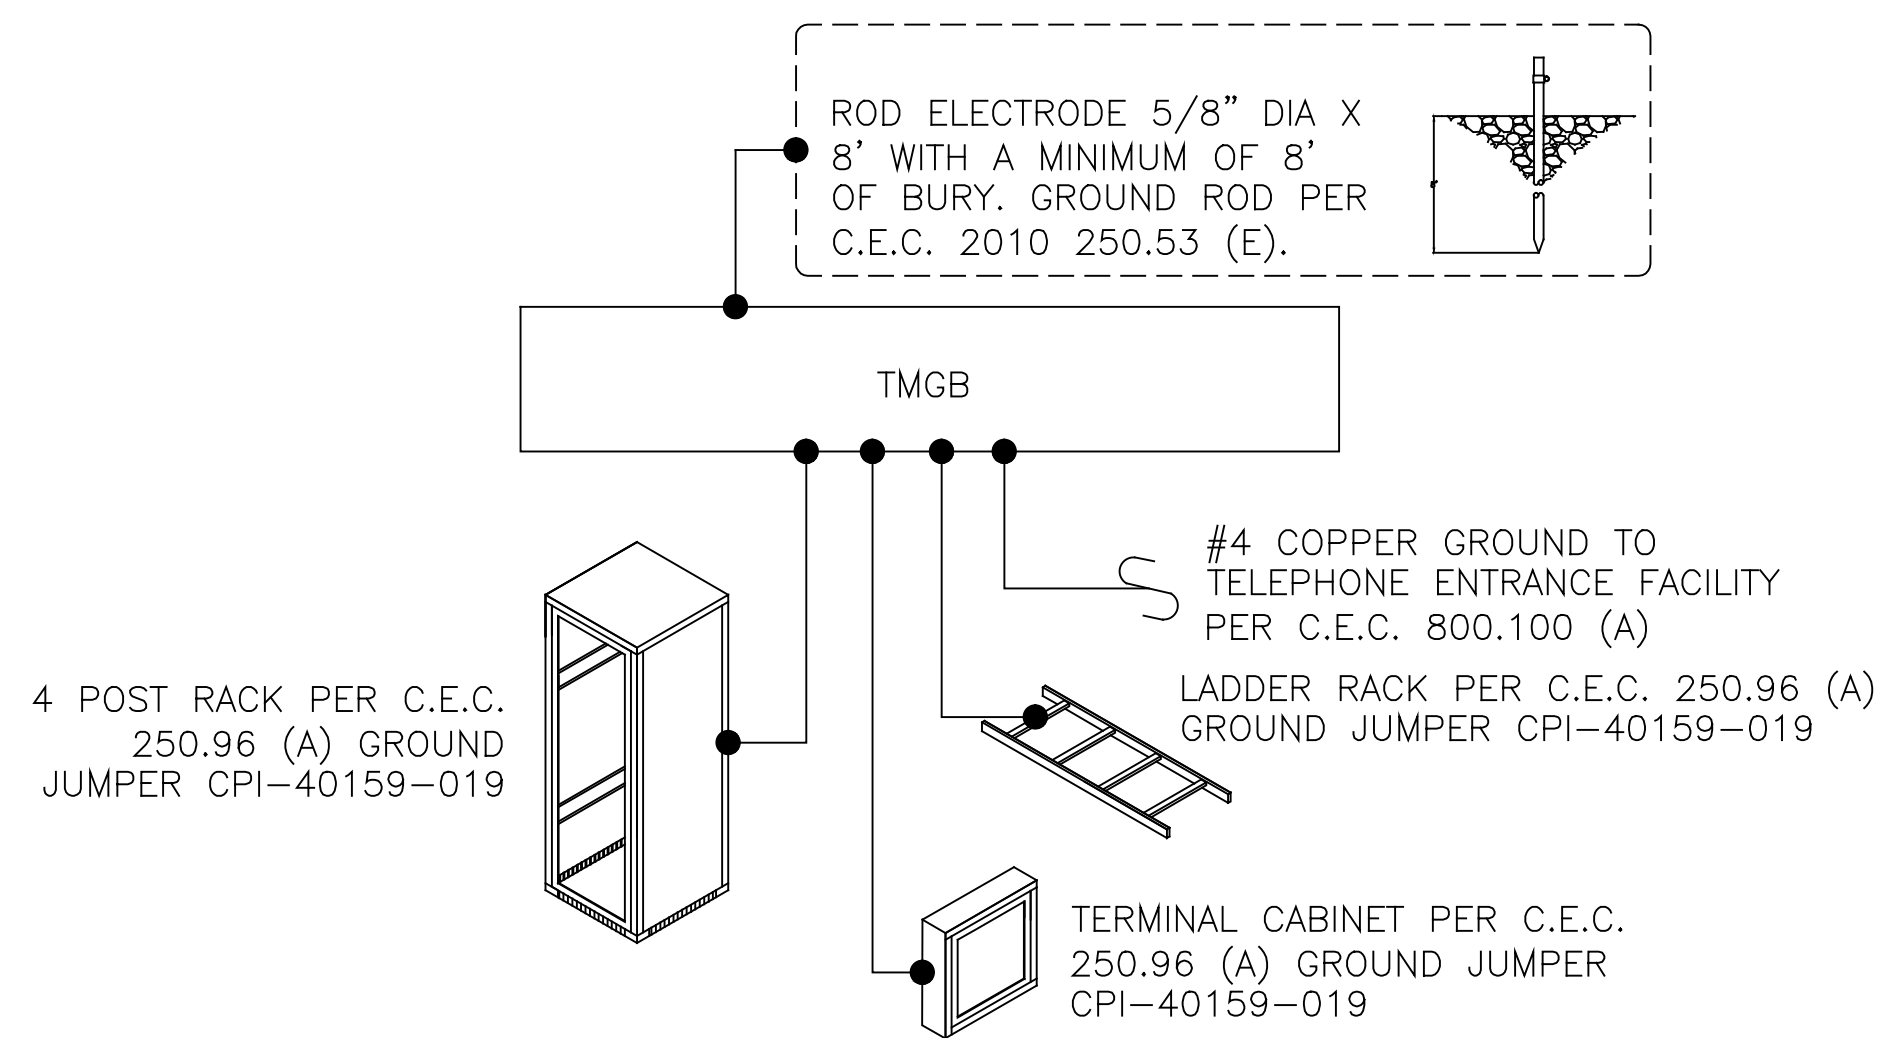 ROD ELECTRODE 5/8” DIA X
8’ WITH A MINIMUM OF 8’
OF BURY. GROUND ROD PER
C.E.C. 2010 250.53 (E).
TMGB
#4 COPPER GROUND TO
TELEPHONE ENTRANCE FACILITY
PER C.E.C. 800.100 (A)
LADDER RACK PER C.E.C. 250.96 (A)
GROUND JUMPER CPI-40159-019
4 POST RACK PER C.E.C.
250.96 (A) GROUND
JUMPER CPI-40159-019
TERMINAL CABINET PER C.E.C.
250.96 (A) GROUND JUMPER
CPI-40159-019